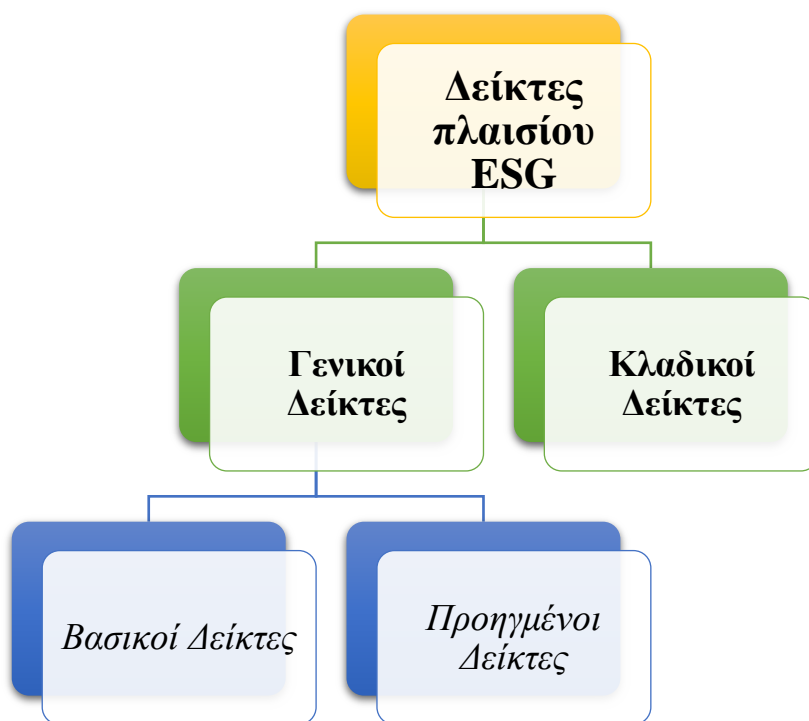 Δείκτες
πλαισίου
ESG
Γενικοί
Δείκτες
Κλαδικοί
Δείκτες
Βασικοί Δείκτες
Προηγμένοι
Δείκτες